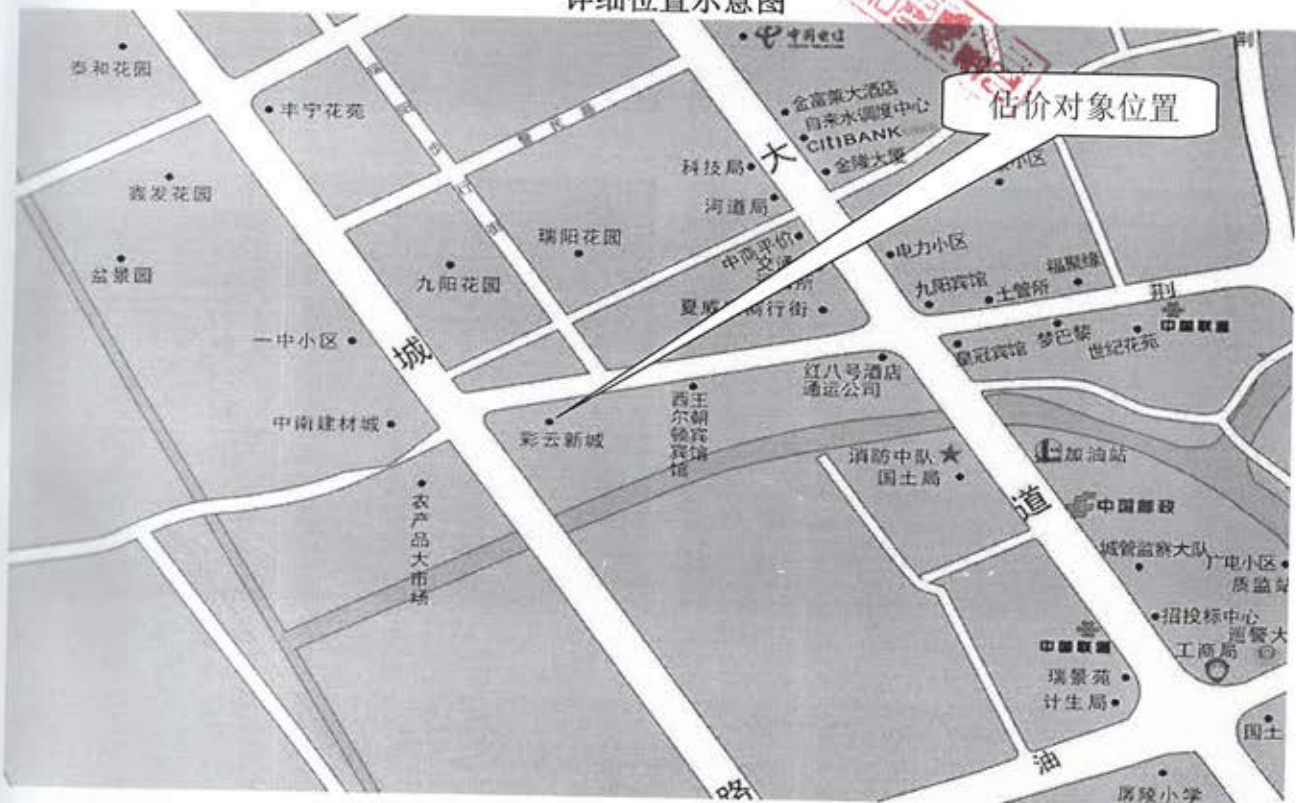 详细位置示意图
中国电信
荆
泰和花园
金富莱大酒店
自来水调度中心
估价对象位置
丰宁花苑
CITIBANK
大
金隆大厦
小区
科技局
鑫发花园
河道局
瑞阳花园
中商平价
电力小区
盆景园
九阳花园
福聚缘
九阳宾馆
土管所
荆
夏威
行街
中国联通
一中小区
城
梦巴黎
皇冠宾馆
世纪花苑
红八号酒店
通运公司
中南建材城
彩云新城
西尔顿宾馆
王朝宾馆
消防中队
国土局
加油站
农产品大市场
道
中国邮政
城管监察大队
广电小区
质监站
招投标中心
巡警大
中国联通
工商局
瑞景苑
计生局
国土
油
路
孱陵小学